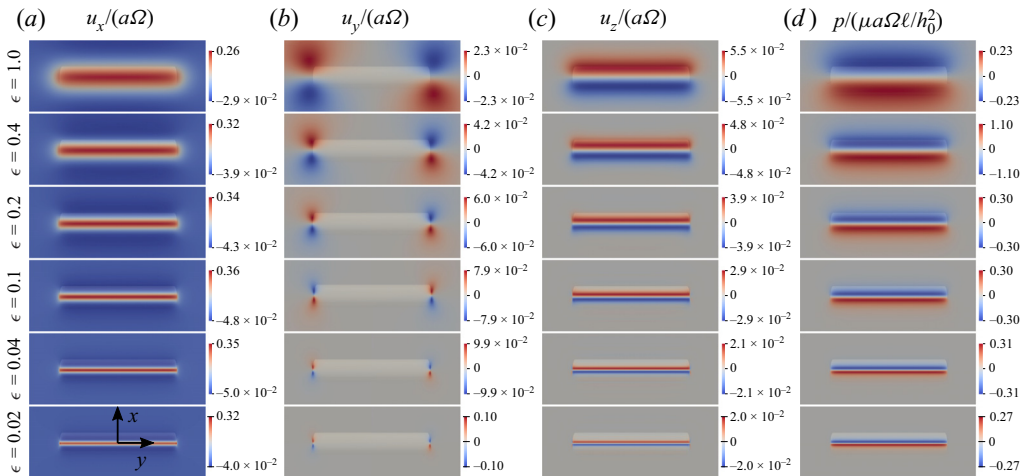 (a) u_x/(aΩ) (b) u_y/(aΩ) (c) u_z/(aΩ) (d) p/(μaΩℓ/h_0^2)
ϵ = 1.0
0.26
−2.9 × 10^−2
2.3 × 10^−2
0
−2.3 × 10^−2
5.5 × 10^−2
0
−5.5 × 10^−2
0.23
0
−0.23
ϵ = 0.4
0.32
−3.9 × 10^−2
4.2 × 10^−2
0
−4.2 × 10^−2
4.8 × 10^−2
0
−4.8 × 10^−2
1.10
0
−1.10
ϵ = 0.2
0.34
−4.3 × 10^−2
6.0 × 10^−2
0
−6.0 × 10^−2
3.9 × 10^−2
0
−3.9 × 10^−2
0.30
0
−0.30
ϵ = 0.1
0.36
−4.8 × 10^−2
7.9 × 10^−2
0
−7.9 × 10^−2
2.9 × 10^−2
0
−2.9 × 10^−2
0.30
0
−0.30
ϵ = 0.04
0.35
−5.0 × 10^−2
9.9 × 10^−2
0
−9.9 × 10^−2
2.1 × 10^−2
0
−2.1 × 10^−2
0.31
0
−0.31
ϵ = 0.02
x
y
0.32
−4.0 × 10^−2
0.10
0
−0.10
2.0 × 10^−2
0
−2.0 × 10^−2
0.27
0
−0.27